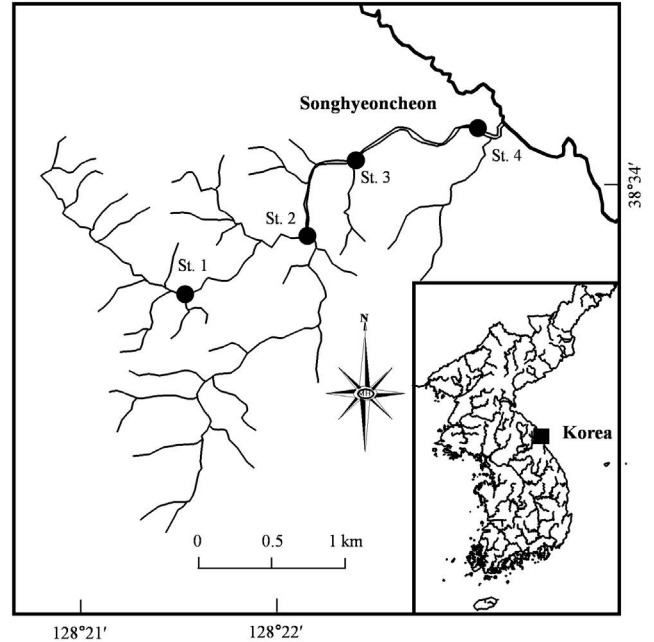 Songhyeoncheon
St. 4
St. 3
38°34′
St. 2
St. 1
N
Korea
0 0.5 1 km
128°21′ 128°22′